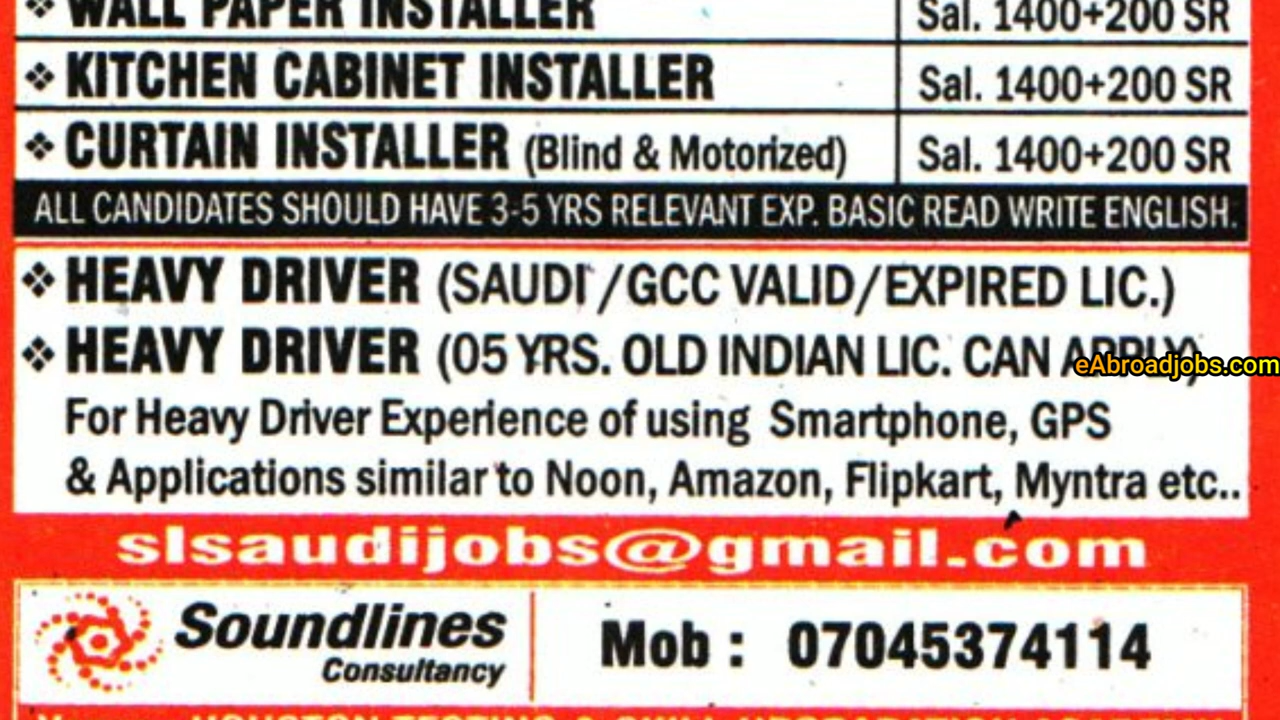 ❖ WALL PAPER INSTALLER Sal. 1400+200 SR
❖ KITCHEN CABINET INSTALLER Sal. 1400+200 SR
❖ CURTAIN INSTALLER (Blind & Motorized) Sal. 1400+200 SR
ALL CANDIDATES SHOULD HAVE 3-5 YRS RELEVANT EXP. BASIC READ WRITE ENGLISH.
❖ HEAVY DRIVER (SAUDI /GCC VALID/EXPIRED LIC.)
❖ HEAVY DRIVER (05 YRS. OLD INDIAN LIC. CAN APPLY)
eAbroadjobs.com
For Heavy Driver Experience of using Smartphone, GPS
& Applications similar to Noon, Amazon, Flipkart, Myntra etc..
slsaudijobs@gmail.com
Soundlines
Consultancy
Mob : 07045374114